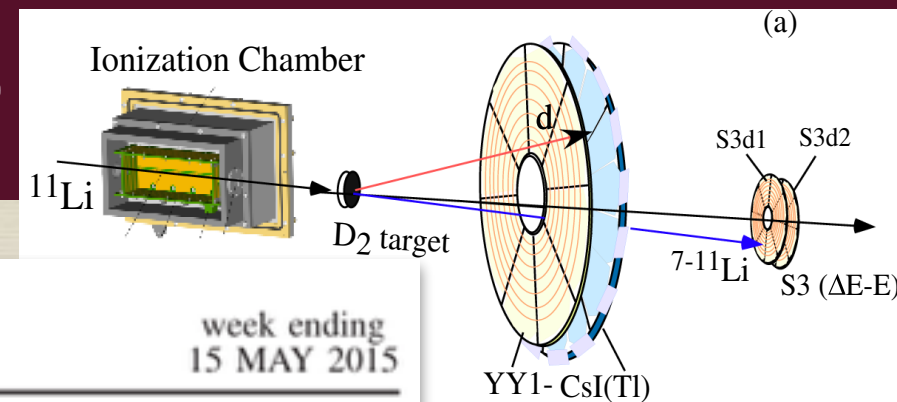 (a)
Ionization Chamber
d
S3d1
S3d2
¹¹Li
D₂ target
⁷⁻¹¹Li
S3 (ΔE-E)
week ending
15 MAY 2015
YY1- CsI(Tl)